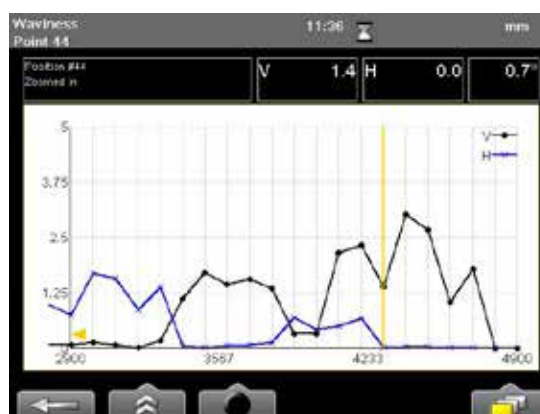 Waviness 11:36 mm
Point 44
Position #44
Zoomed in
V 1.4 H 0.0 0.7°
5
3.75
2.5
1.25
V
H
2900 3567 4233 4900